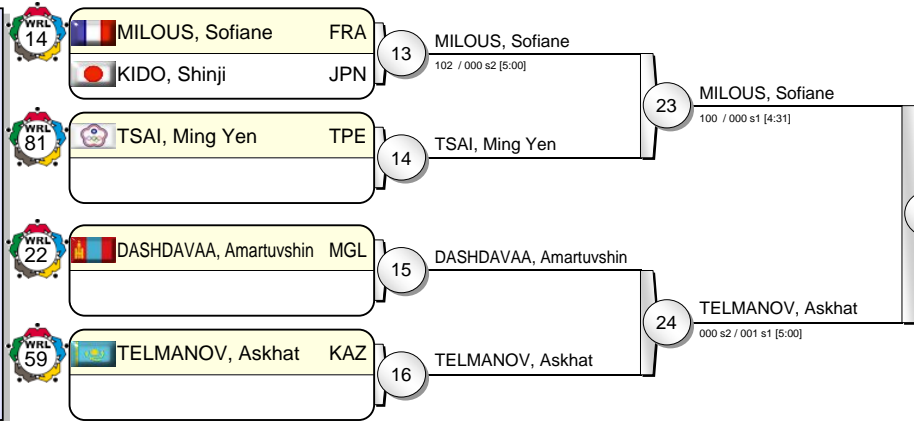 WRL
14
MILOUS, Sofiane FRA
KIDO, Shinji JPN
13
MILOUS, Sofiane
102 / 000 s2 [5:00]
WRL
81
TSAI, Ming Yen TPE
14
TSAI, Ming Yen
23
MILOUS, Sofiane
100 / 000 s1 [4:31]
WRL
22
DASHDAVAA, Amartuvshin MGL
15
DASHDAVAA, Amartuvshin
WRL
59
TELMANOV, Askhat KAZ
16
TELMANOV, Askhat
24
TELMANOV, Askhat
000 s2 / 001 s1 [5:00]